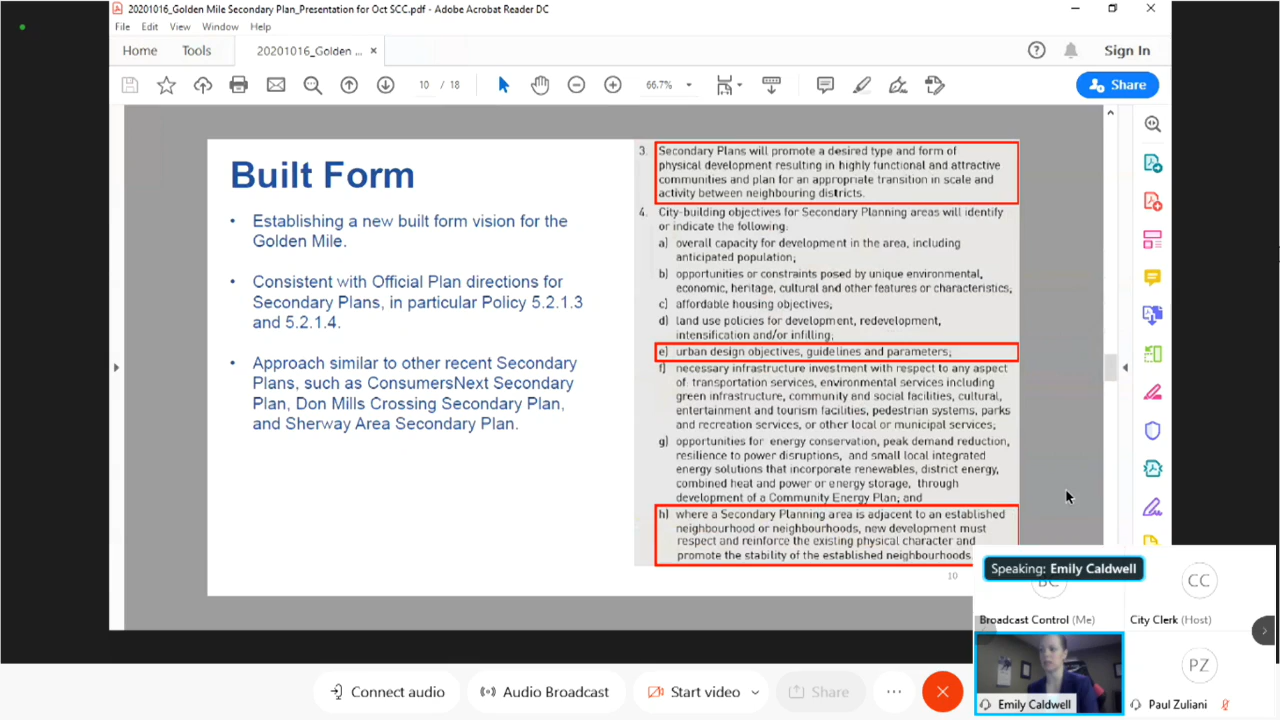 20201016_Golden Mile Secondary Plan_Presentation for Oct SCC.pdf - Adobe Acrobat Reader DC
File Edit View Window Help
Home Tools 20201016_Golden ... ×
Sign In
10 / 18 66.7% Share
Built Form
• Establishing a new built form vision for the
Golden Mile.
• Consistent with Official Plan directions for
Secondary Plans, in particular Policy 5.2.1.3
and 5.2.1.4.
• Approach similar to other recent Secondary
Plans, such as ConsumersNext Secondary
Plan, Don Mills Crossing Secondary Plan,
and Sherway Area Secondary Plan.
3. Secondary Plans will promote a desired type and form of
physical development resulting in highly functional and attractive
communities and plan for an appropriate transition in scale and
activity between neighbouring districts.
4. City-building objectives for Secondary Planning areas will identify
or indicate the following:
a) overall capacity for development in the area, including
anticipated population;
b) opportunities or constraints posed by unique environmental,
economic, heritage, cultural and other features or characteristics;
c) affordable housing objectives;
d) land use policies for development, redevelopment,
intensification and/or infilling;
e) urban design objectives, guidelines and parameters;
f) necessary infrastructure investment with respect to any aspect
of transportation services, environmental services including
green infrastructure, community and social facilities, cultural,
entertainment and tourism facilities, pedestrian systems, parks
and recreation services, or other local or municipal services;
g) opportunities for energy conservation, peak demand reduction,
resilience to power disruptions, and small local integrated
energy solutions that incorporate renewables, district energy,
combined heat and power or energy storage, through
development of a Community Energy Plan; and
h) where a Secondary Planning area is adjacent to an established
neighbourhood or neighbourhoods, new development must
respect and reinforce the existing physical character and
promote the stability of the established neighbourhoods.
10
Speaking: Emily Caldwell
BC
CC
Broadcast Control (Me)
City Clerk (Host)
PZ
Emily Caldwell
Paul Zuliani
Connect audio Audio Broadcast Start video Share ...